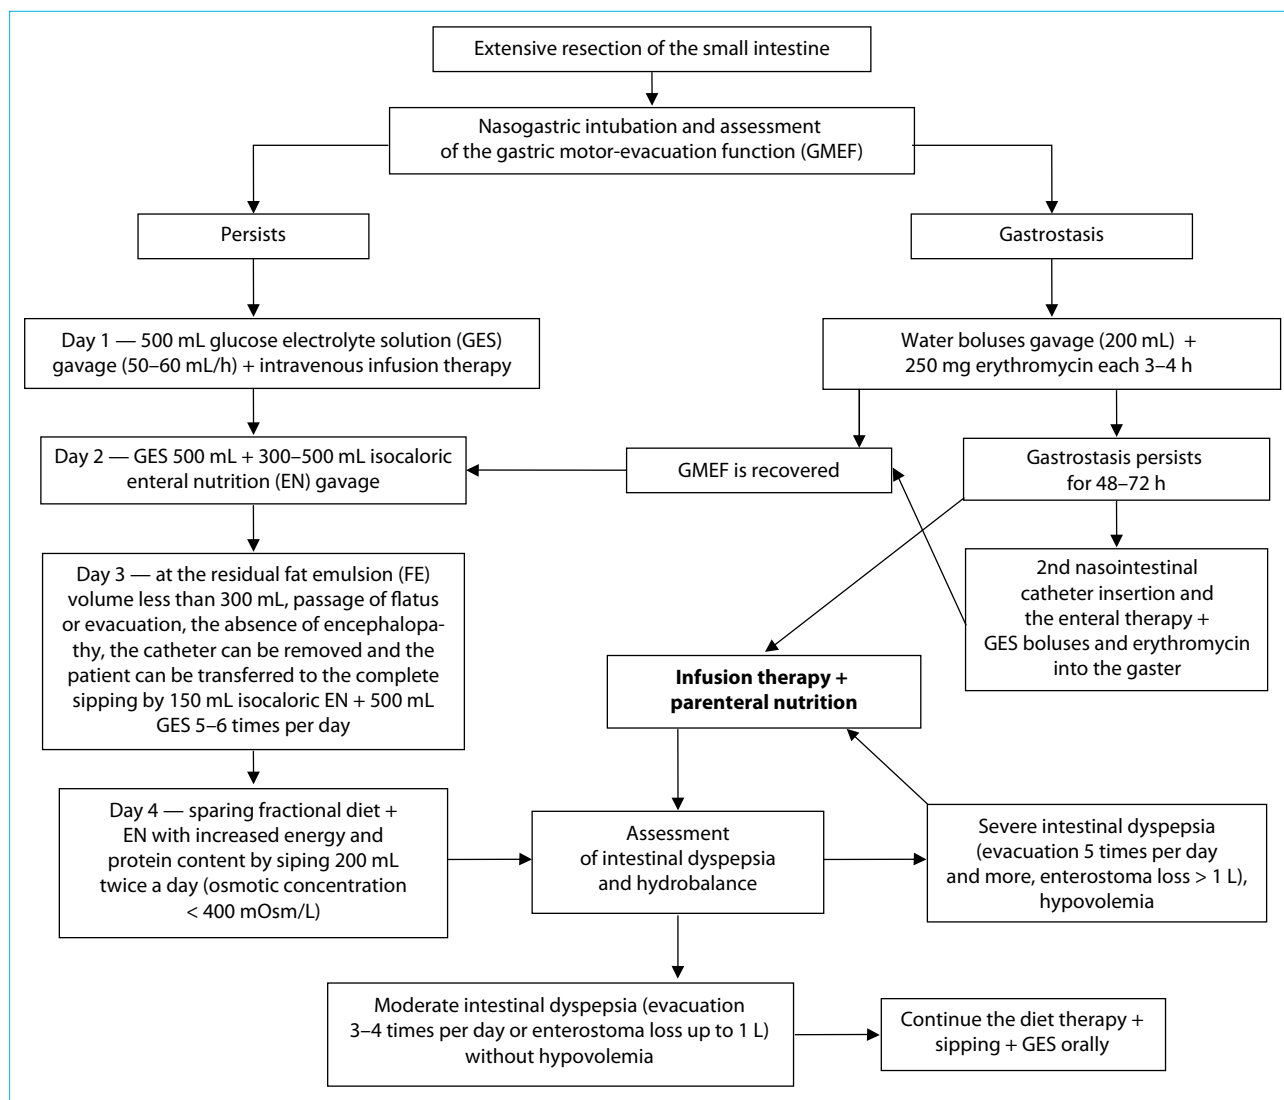 Extensive resection of the small intestine
Nasogastric intubation and assessment
of the gastric motor-evacuation function (GMEF)
Persists
Gastrostasis
Day 1 — 500 mL glucose electrolyte solution (GES)
gavage (50–60 mL/h) + intravenous infusion therapy
Water boluses gavage (200 mL) +
250 mg erythromycin each 3–4 h
Day 2 — GES 500 mL + 300–500 mL isocaloric
enteral nutrition (EN) gavage
GMEF is recovered
Gastrostasis persists
for 48–72 h
Day 3 — at the residual fat emulsion (FE)
volume less than 300 mL, passage of flatus
or evacuation, the absence of encephalopa-
thy, the catheter can be removed and the
patient can be transferred to the complete
sipping by 150 mL isocaloric EN + 500 mL
GES 5–6 times per day
2nd nasointestinal
catheter insertion and
the enteral therapy +
GES boluses and erythromycin
into the gaster
Infusion therapy +
parenteral nutrition
Day 4 — sparing fractional diet +
EN with increased energy and
protein content by siping 200 mL
twice a day (osmotic concentration
< 400 mOsm/L)
Assessment
of intestinal dyspepsia
and hydrobalance
Severe intestinal dyspepsia
(evacuation 5 times per day
and more, enterostoma loss > 1 L),
hypovolemia
Moderate intestinal dyspepsia (evacuation
3–4 times per day or enterostoma loss up to 1 L)
without hypovolemia
Continue the diet therapy +
sipping + GES orally